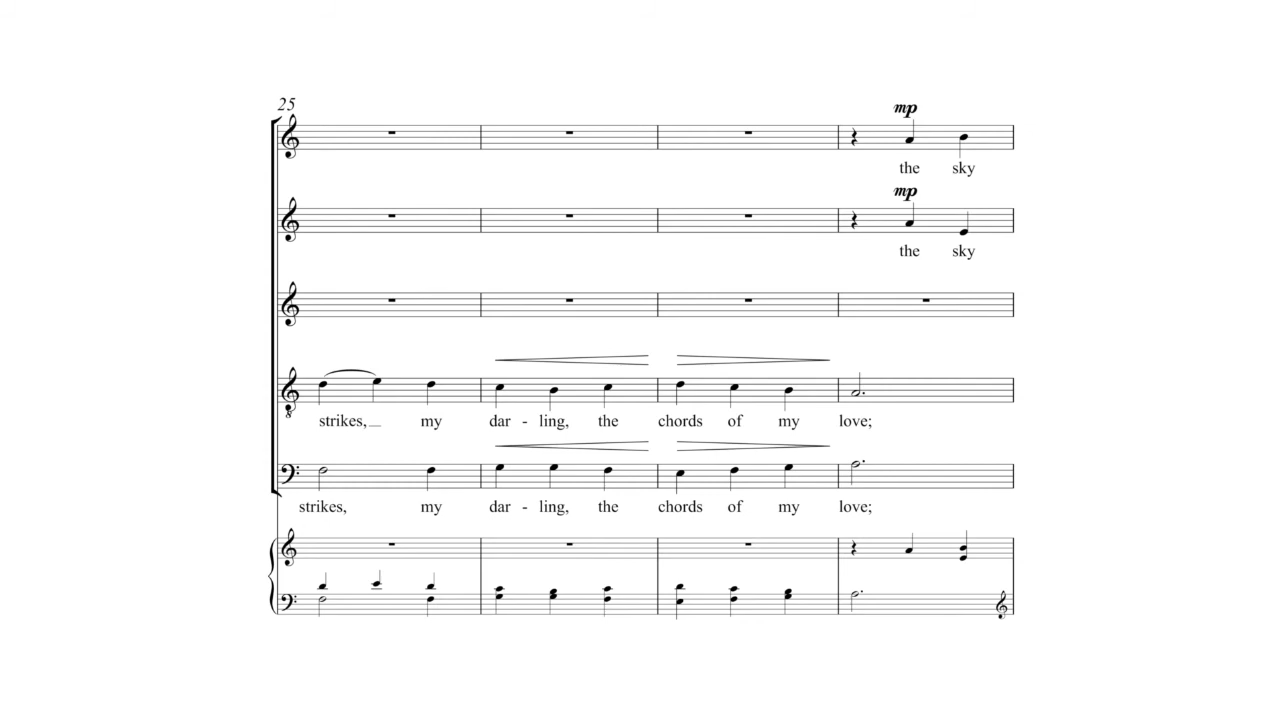 25
mp
the sky
mp
the sky
strikes,_ my dar - ling, the chords of my love;
strikes, my dar - ling, the chords of my love;